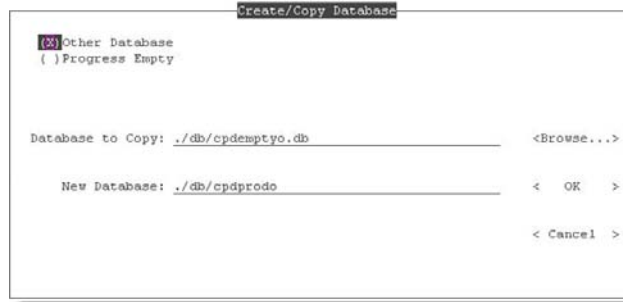 Create/Copy Database
(X)Other Database
( )Progress Empty
Database to Copy: ./db/cpdemptyo.db <Browse...>
New Database: ./db/cpdprodo < OK >
< Cancel >